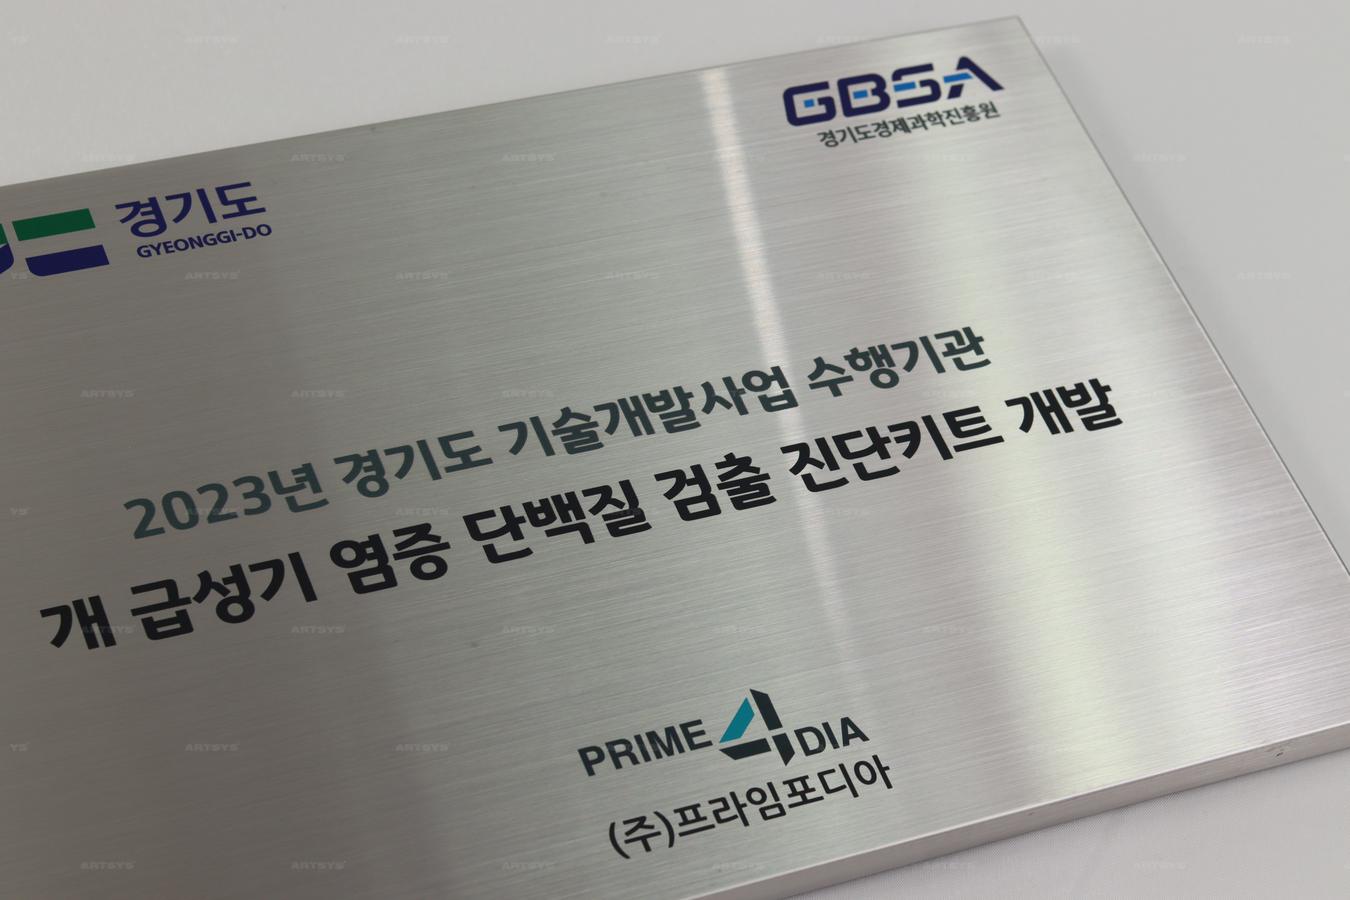 GBSA
경기도경제과학진흥원
경기도
GYEONGGI-DO
2023년 경기도 기술개발사업 수행기관
개 급성기 염증 단백질 검출 진단키트 개발
PRIME 4 DIA
(주)프라임포디아
ARTSYS